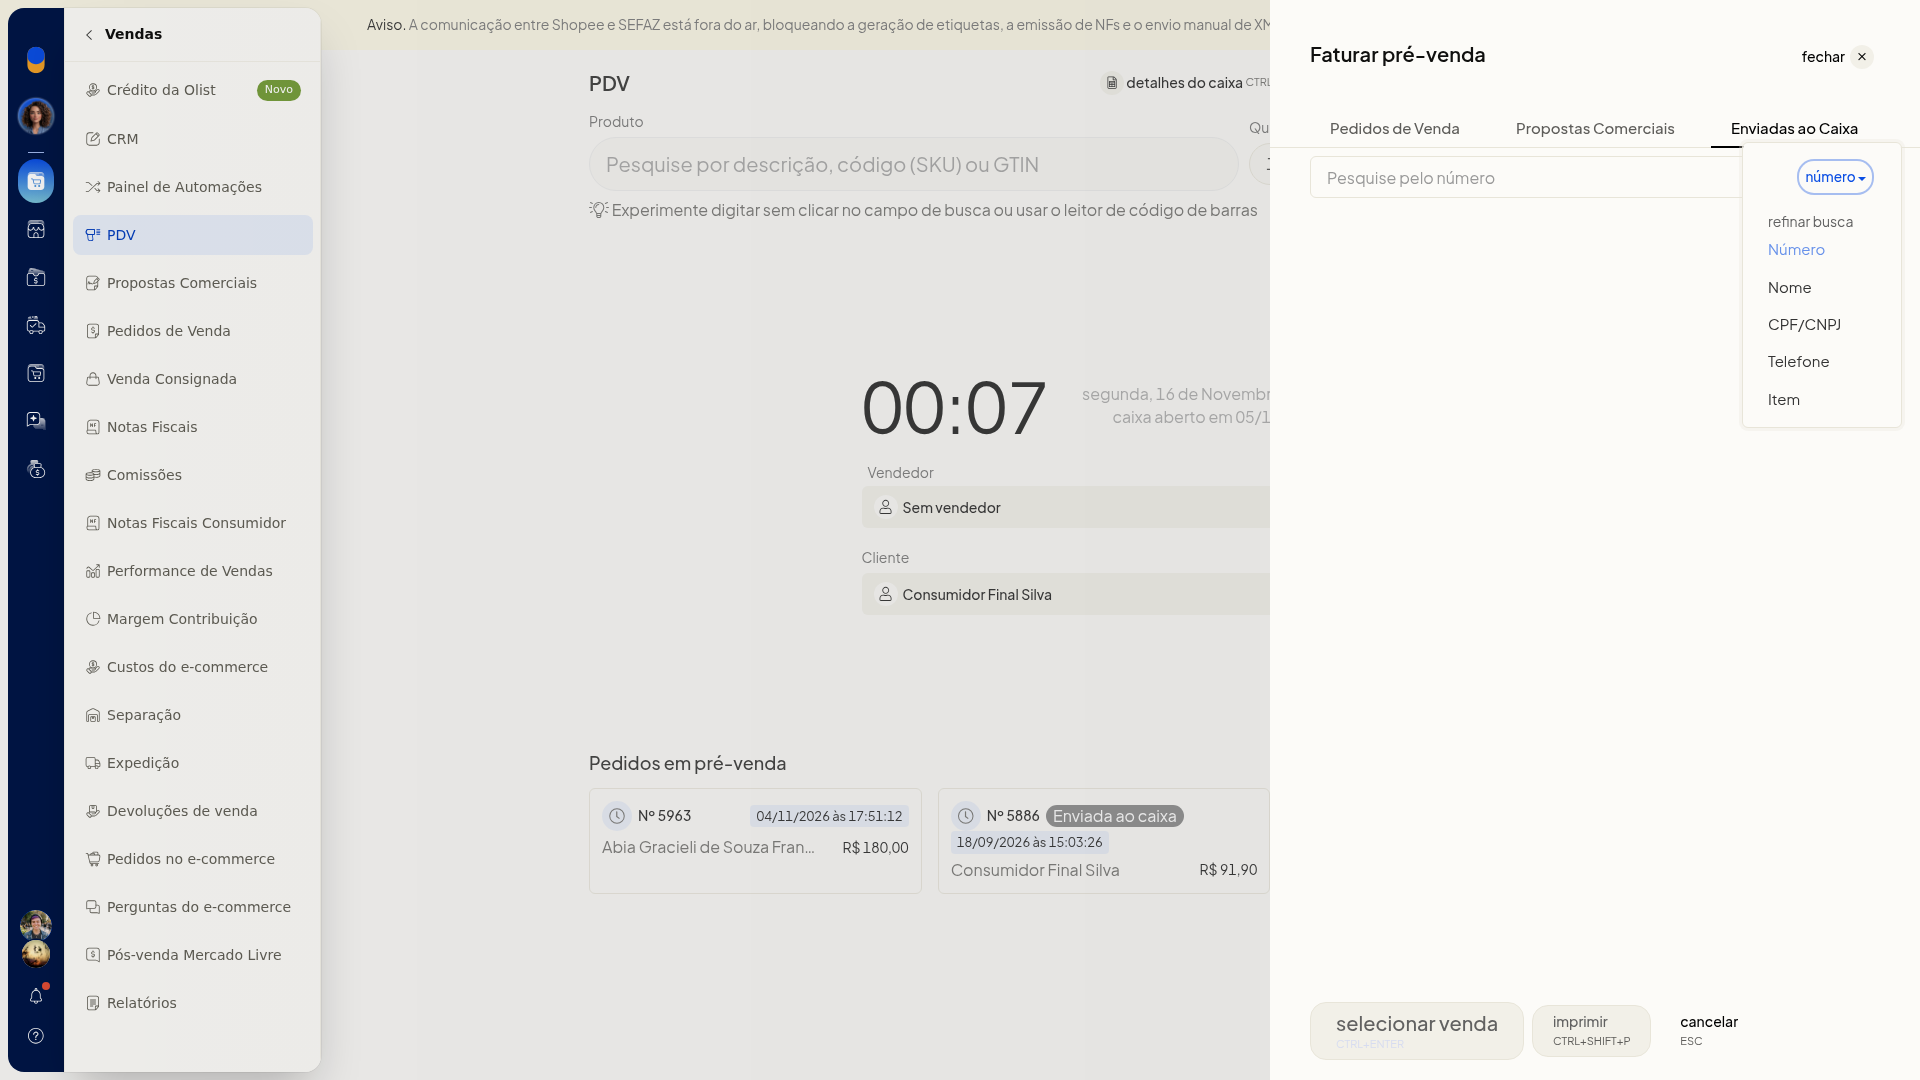 Vendas
Crédito da Olist
Novo
CRM
Painel de Automações
PDV
Propostas Comerciais
Pedidos de Venda
Venda Consignada
Notas Fiscais
Comissões
Notas Fiscais Consumidor
Performance de Vendas
Margem Contribuição
Custos do e-commerce
Separação
Expedição
Devoluções de venda
Pedidos no e-commerce
Perguntas do e-commerce
Pós-venda Mercado Livre
Relatórios
Aviso. A comunicação entre Shopee e SEFAZ está fora do ar, bloqueando a geração de etiquetas, a emissão de NFs e o envio manual de XM
PDV
detalhes do caixa CTRL
Produto
Qu
Pesquise por descrição, código (SKU) ou GTIN
Experimente digitar sem clicar no campo de busca ou usar o leitor de código de barras
00:07
segunda, 16 de Novembr
caixa aberto em 05/1
Vendedor
Sem vendedor
Cliente
Consumidor Final Silva
Pedidos em pré-venda
Nº 5963
04/11/2026 às 17:51:12
Abia Gracieli de Souza Fran...
R$ 180,00
Nº 5886
Enviada ao caixa
18/09/2026 às 15:03:26
Consumidor Final Silva
R$ 91,90
Faturar pré-venda
fechar
Pedidos de Venda
Propostas Comerciais
Enviadas ao Caixa
Pesquise pelo número
número
refinar busca
Número
Nome
CPF/CNPJ
Telefone
Item
selecionar venda
CTRL+ENTER
imprimir
CTRL+SHIFT+P
cancelar
ESC